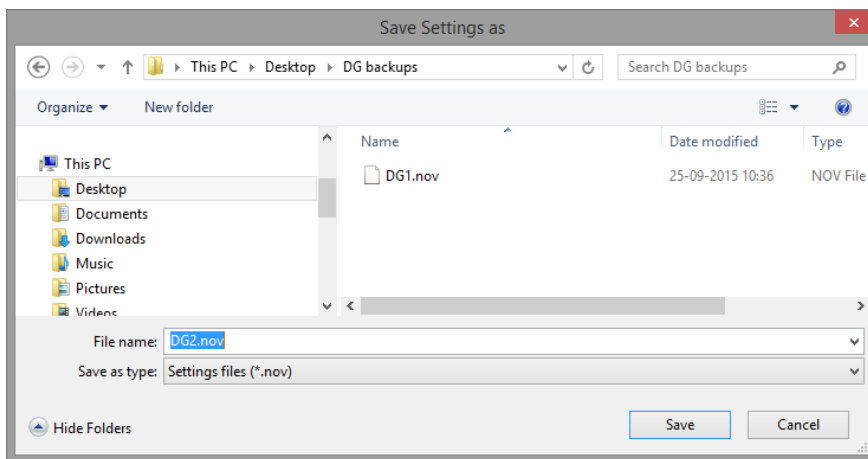 Save Settings as
This PC Desktop DG backups
Search DG backups
Organize New folder
Name Date modified Type
This PC
DG1.nov 25-09-2015 10:36 NOV File
Desktop
Documents
Downloads
Music
Pictures
Videos
File name: DG2.nov
Save as type: Settings files (*.nov)
Hide Folders
Save Cancel